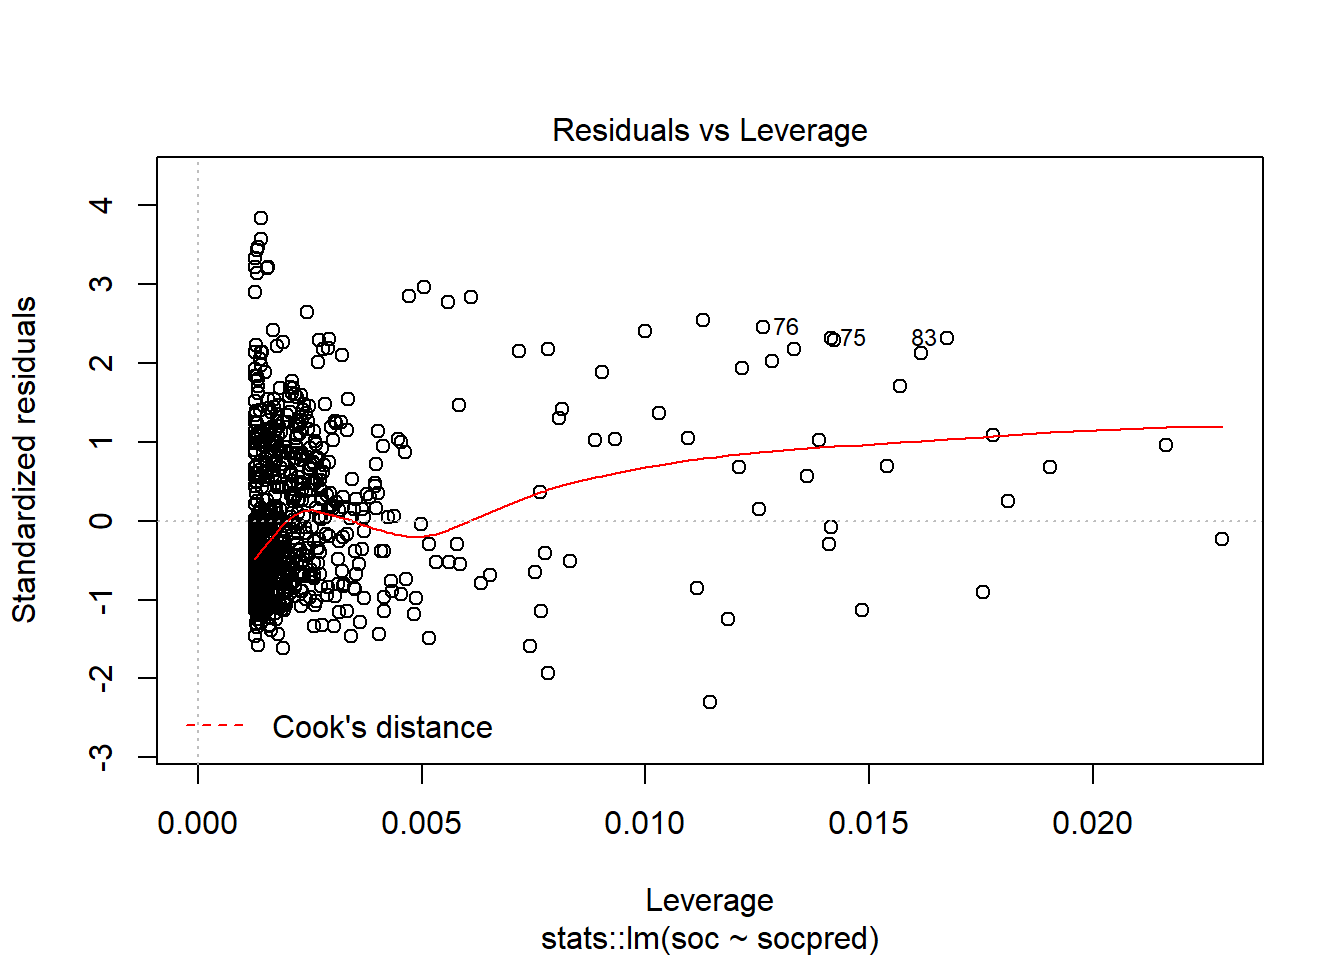 Residuals vs Leverage
Standardized residuals
4
3
2
1
0
-1
-2
-3
76
75
83
Cook's distance
0.000 0.005 0.010 0.015 0.020
Leverage
stats::lm(soc ~ socpred)